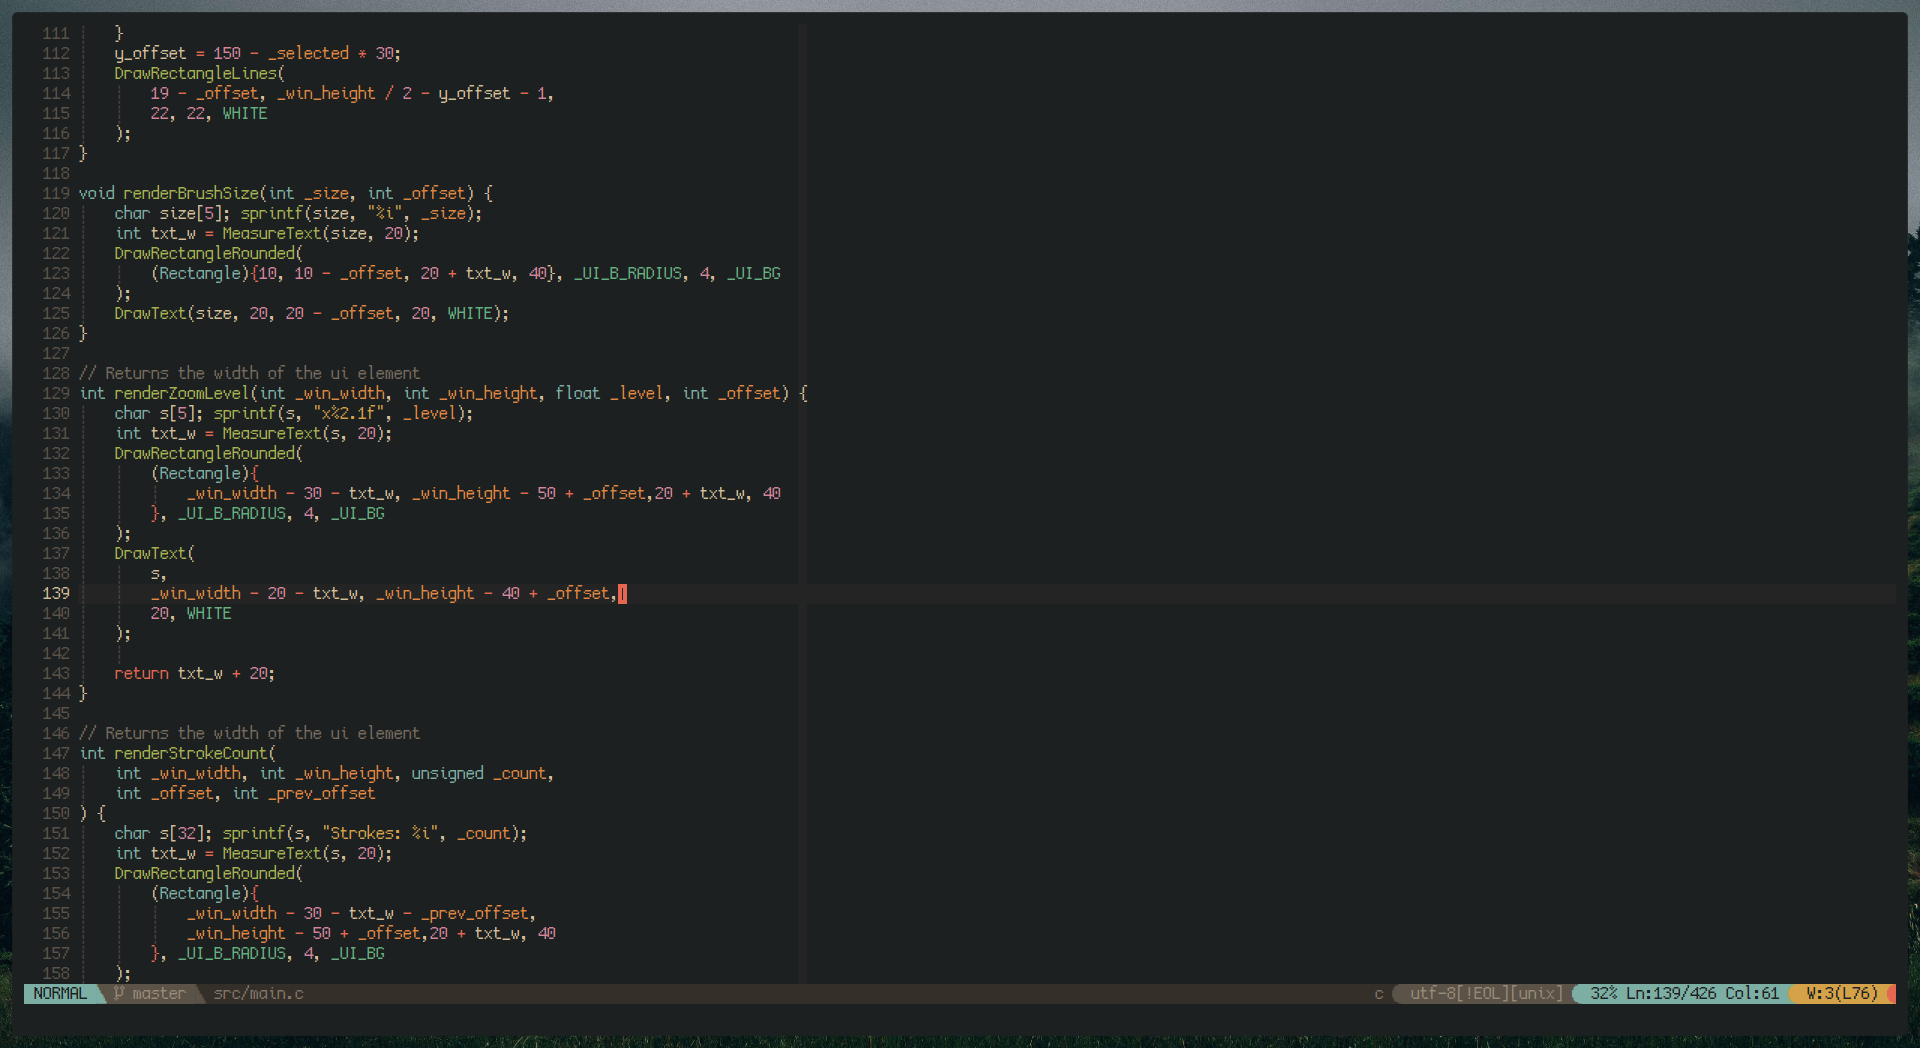 111     }
112     y_offset = 150 - _selected * 30;
113     DrawRectangleLines(
114         19 - _offset, _win_height / 2 - y_offset - 1,
115         22, 22, WHITE
116     );
117 }
118
119 void renderBrushSize(int _size, int _offset) {
120     char size[5]; sprintf(size, "%i", _size);
121     int txt_w = MeasureText(size, 20);
122     DrawRectangleRounded(
123         (Rectangle){10, 10 - _offset, 20 + txt_w, 40}, _UI_B_RADIUS, 4, _UI_BG
124     );
125     DrawText(size, 20, 20 - _offset, 20, WHITE);
126 }
127
128 // Returns the width of the ui element
129 int renderZoomLevel(int _win_width, int _win_height, float _level, int _offset) {
130     char s[5]; sprintf(s, "x%2.1f", _level);
131     int txt_w = MeasureText(s, 20);
132     DrawRectangleRounded(
133         (Rectangle){
134             _win_width - 30 - txt_w, _win_height - 50 + _offset,20 + txt_w, 40
135         }, _UI_B_RADIUS, 4, _UI_BG
136     );
137     DrawText(
138         s,
139         _win_width - 20 - txt_w, _win_height - 40 + _offset,
140         20, WHITE
141     );
142
143     return txt_w + 20;
144 }
145
146 // Returns the width of the ui element
147 int renderStrokeCount(
148     int _win_width, int _win_height, unsigned _count,
149     int _offset, int _prev_offset
150 ) {
151     char s[32]; sprintf(s, "Strokes: %i", _count);
152     int txt_w = MeasureText(s, 20);
153     DrawRectangleRounded(
154         (Rectangle){
155             _win_width - 30 - txt_w - _prev_offset,
156             _win_height - 50 + _offset,20 + txt_w, 40
157         }, _UI_B_RADIUS, 4, _UI_BG
158     );
NORMAL master src/main.c c utf-8[!EOL][unix] 32% Ln:139/426 Col:61 W:3(L76)